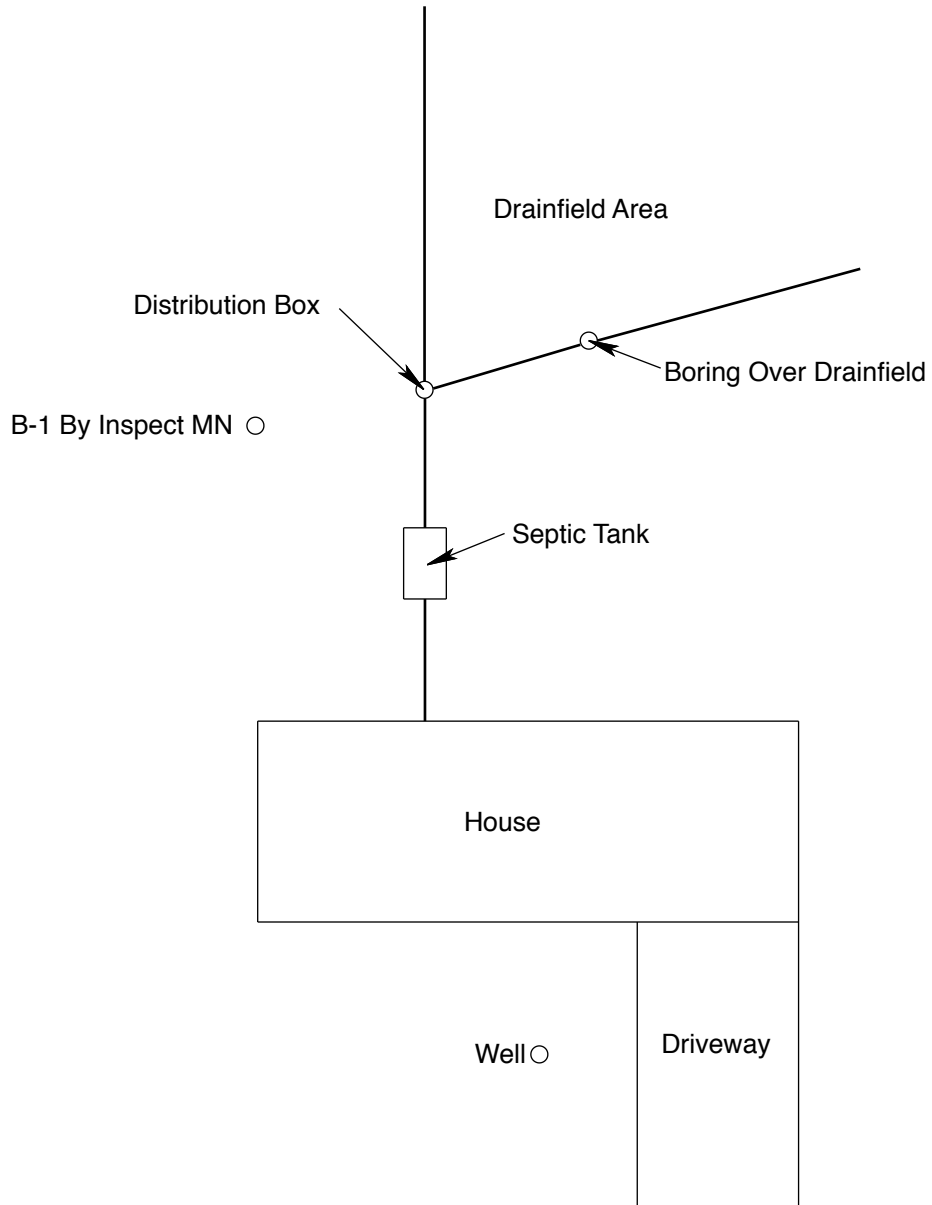 Drainfield Area
Distribution Box
Boring Over Drainfield
B-1 By Inspect MN
Septic Tank
House
Well
Driveway